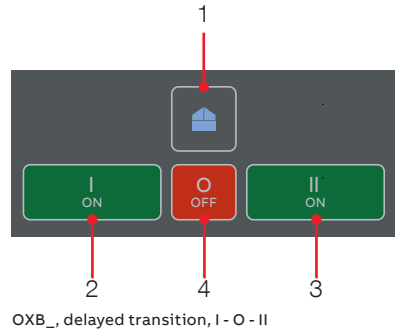 1
I
ON
O
OFF
II
ON
2
4
3
OXB_, delayed transition, I - O - II